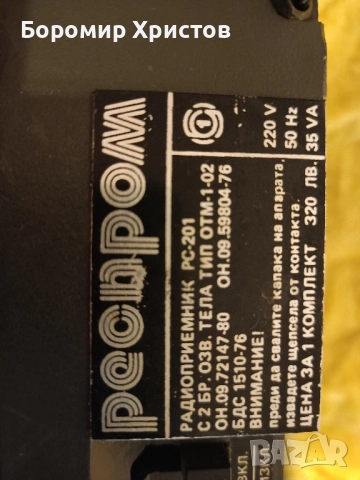 Боромир Христов
респром
РАДИОПРИЕМНИК РС-201
С 2 БР. ОЗВ. ТЕЛА ТИП ОТМ-1-02
ОН.09.72147-80 ОН.09.59804-76
БДС 1510-76
ВНИМАНИЕ!
преди да свалите капака на апарата,
извадете щепсела от контакта.
ЦЕНА ЗА 1 КОМПЛЕКТ 320 ЛВ.
220 V
50 Hz
35 VA
ВКЛ.
BAZAR